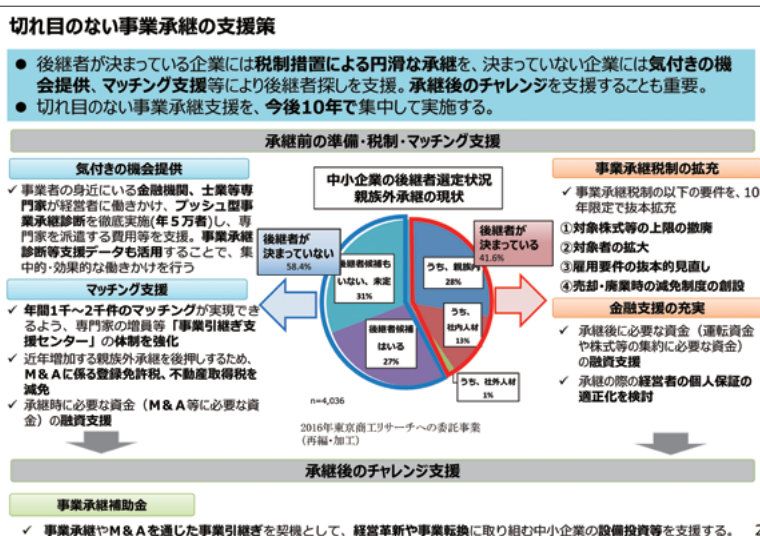 切れ目のない事業承継の支援策
● 後継者が決まっている企業には税制措置による円滑な承継を、決まっていない企業には気付きの機
会提供、マッチング支援等により後継者探しを支援。承継後のチャレンジを支援することも重要。
● 切れ目のない事業承継支援を、今後10年で集中して実施する。
承継前の準備・税制・マッチング支援
気付きの機会提供
✓ 事業者の身近にいる金融機関、士業等専
門家が経営者に働きかけ、プッシュ型事
業承継診断を徹底実施(年5万者)し、専
門家を派遣する費用等を支援。事業承継
診断等支援データも活用することで、集
中的・効果的な働きかけを行う
マッチング支援
✓ 年間1千～2千件のマッチングが実現でき
るよう、専門家の増員等「事業引継ぎ支
援センター」の体制を強化
✓ 近年増加する親族外承継を後押しするため、
M&Aに係る登録免許税、不動産取得税を
減免
✓ 承継時に必要な資金（M&A等に必要な資
金）の融資支援
中小企業の後継者選定状況
親族外承継の現状
後継者が
決まっていない
58.4%
後継者が
決まっている
41.6%
後継者候補も
いない、未定
31%
うち、親族内
28%
うち、
社内人材
13%
後継者候補
はいる
27%
うち、社外人材
1%
n=4,036
2016年東京商工リサーチへの委託事業
(再編・加工)
事業承継税制の拡充
✓ 事業承継税制の以下の要件を、10
年限定で抜本拡充
①対象株式等の上限の撤廃
②対象者の拡大
③雇用要件の抜本的見直し
④売却・廃業時の減免制度の創設
金融支援の充実
✓ 承継後に必要な資金（運転資金
や株式等の集約に必要な資金）
の融資支援
✓ 承継の際の経営者の個人保証の
適正化を検討
承継後のチャレンジ支援
事業承継補助金
✓ 事業承継やM&Aを通じた事業引継ぎを契機として、経営革新や事業転換に取り組む中小企業の設備投資等を支援する。
2